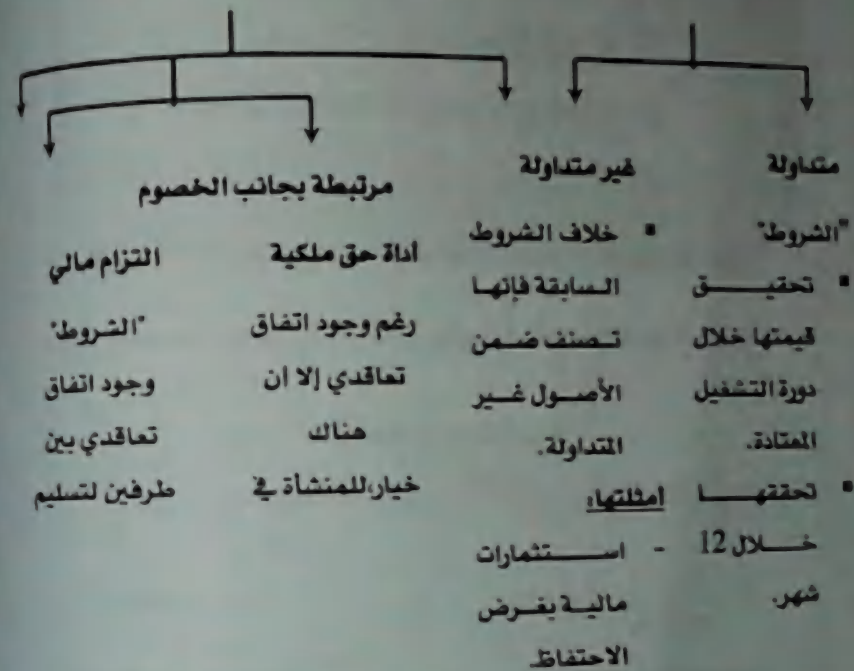 متداولة
"الشروط"
▪ تحقيق
قيمتها خلال
دورة التشغيل
المعتادة.
▪ تحققها
خلال 12
شهر.
غير متداولة
▪ خلاف الشروط
السابقة فإنها
تصنف ضمن
الأصول غير
المتداولة.
أمثلتها:
- استثمارات
مالية بغرض
الاحتفاظ
مرتبطة بجانب الخصوم
أداة حق ملكية
رغم وجود اتفاق
تعاقدي إلا أن
هناك
خيار للمنشأة في
التزام مالي
"الشروط"
وجود اتفاق
تعاقدي بين
طرفين لتسليم